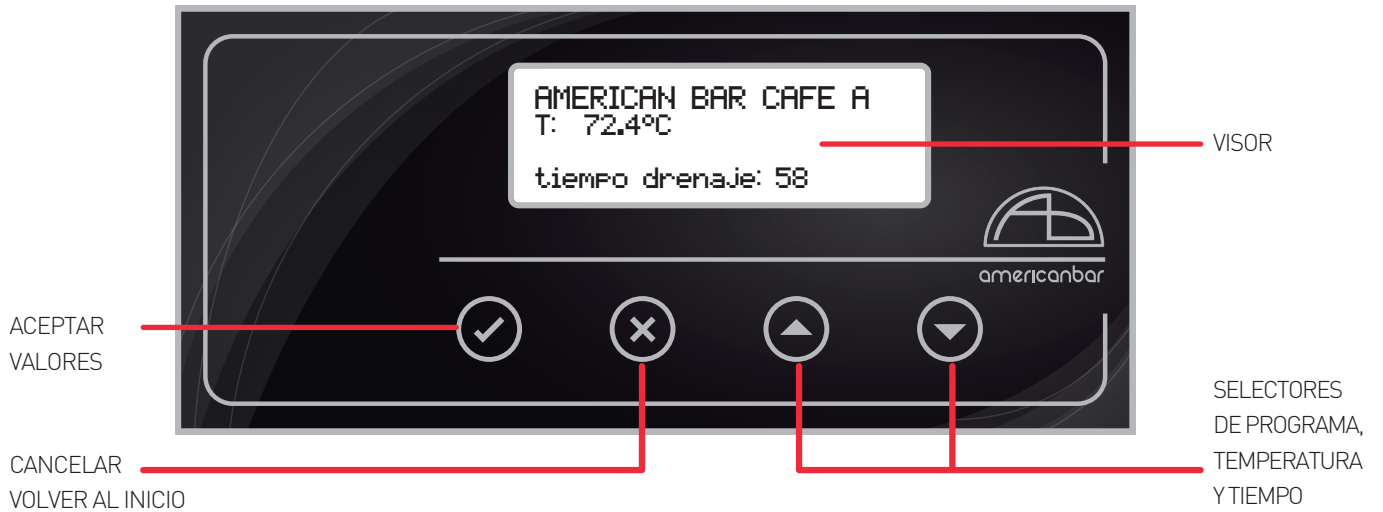 AMERICAN BAR CAFE A
T: 72.4ºC
tiempo drenaje: 58
VISOR
americanbar
ACEPTAR
VALORES
CANCELAR
VOLVER AL INICIO
SELECTORES
DE PROGRAMA,
TEMPERATURA
Y TIEMPO